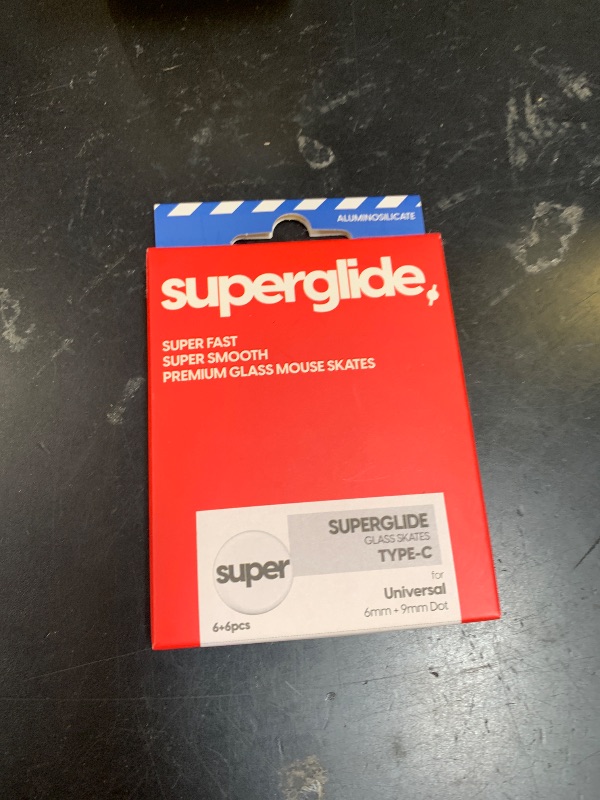 ALUMINOSILICATE
superglide
SUPER FAST
SUPER SMOOTH
PREMIUM GLASS MOUSE SKATES
SUPERGLIDE
GLASS SKATES
TYPE-C
super
for
Universal
6mm + 9mm Dot
6+6pcs